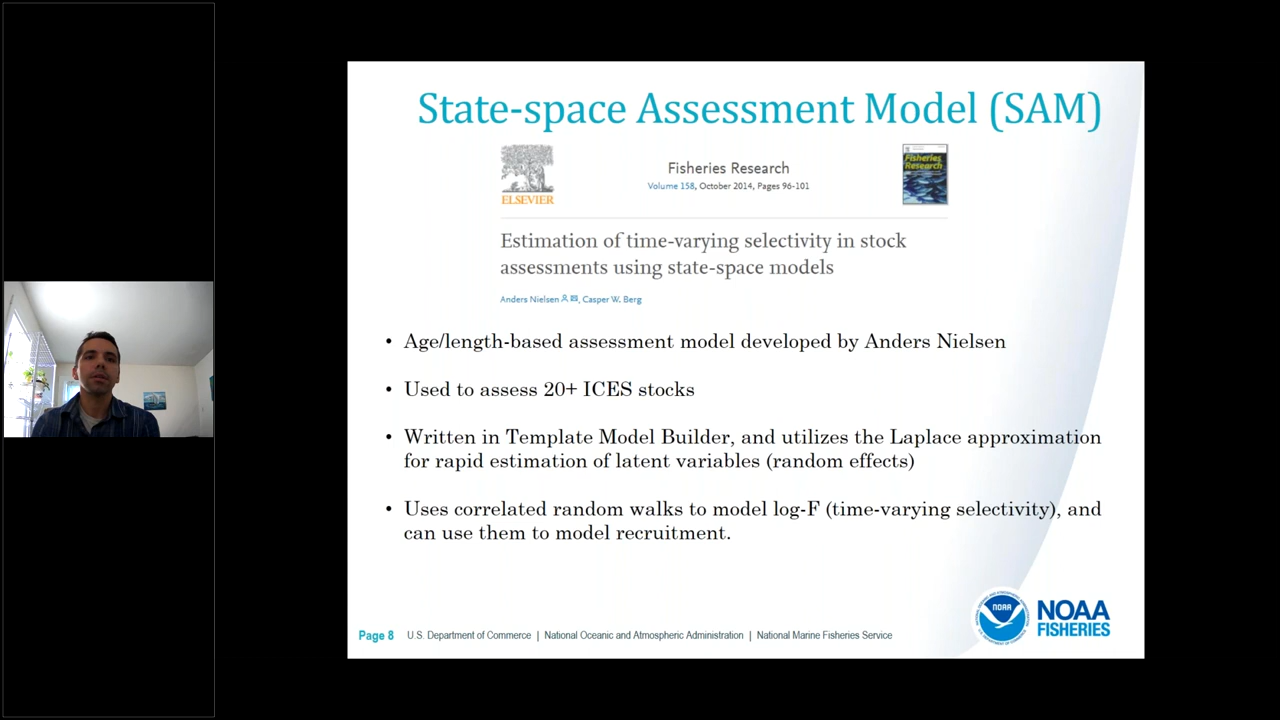 State-space Assessment Model (SAM)
ELSEVIER
Fisheries Research
Volume 158, October 2014, Pages 96-101
Fisheries Research
Estimation of time-varying selectivity in stock
assessments using state-space models
Anders Nielsen, Casper W. Berg
• Age/length-based assessment model developed by Anders Nielsen
• Used to assess 20+ ICES stocks
• Written in Template Model Builder, and utilizes the Laplace approximation
for rapid estimation of latent variables (random effects)
• Uses correlated random walks to model log-F (time-varying selectivity), and
can use them to model recruitment.
NOAA
NOAA
FISHERIES
Page 8 U.S. Department of Commerce | National Oceanic and Atmospheric Administration | National Marine Fisheries Service